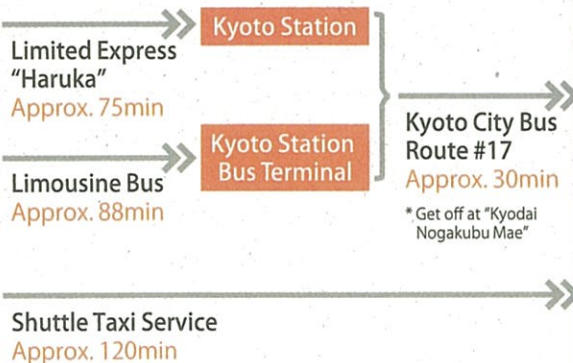 Kyoto Station
Limited Express
"Haruka"
Approx. 75min
Kyoto Station
Bus Terminal
Limousine Bus
Approx. 88min
Kyoto City Bus
Route #17
Approx. 30min
* Get off at "Kyodai
Nogakubu Mae"
Shuttle Taxi Service
Approx. 120min